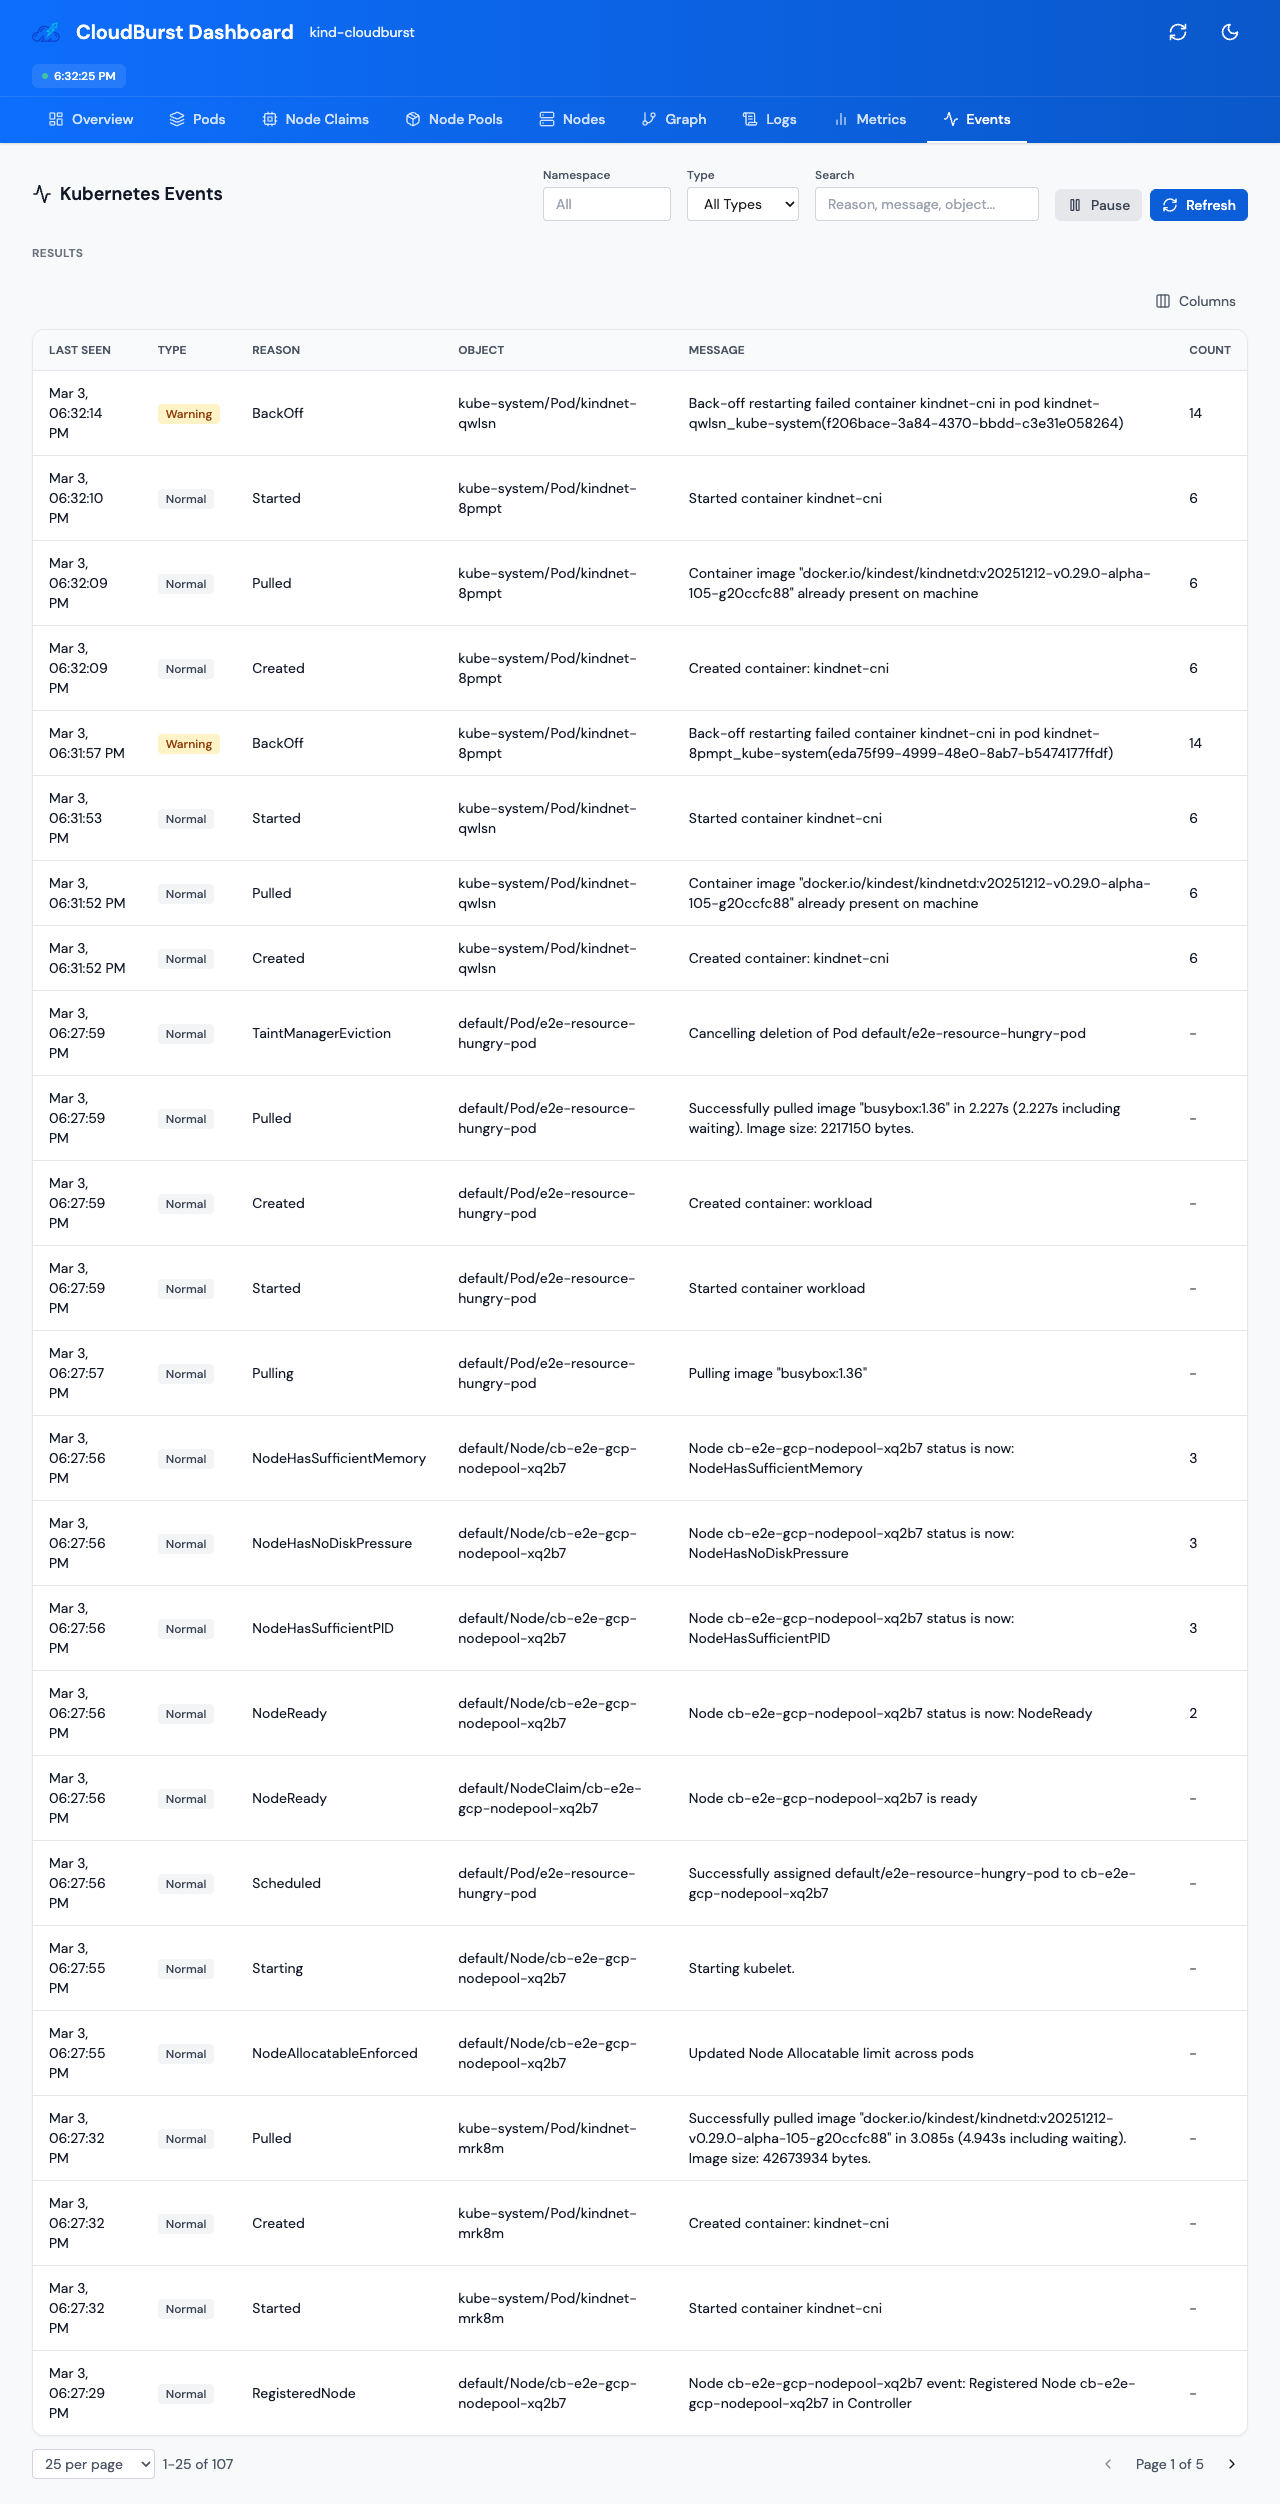 CloudBurst Dashboard kind-cloudburst
6:32:25 PM
Overview Pods Node Claims Node Pools Nodes Graph Logs Metrics Events
Kubernetes Events
Namespace Type Search
All All Types Reason, message, object... Pause Refresh
RESULTS
Columns
LAST SEEN TYPE REASON OBJECT MESSAGE COUNT
Mar 3,
06:32:14
PM
Warning
BackOff
kube-system/Pod/kindnet-
qwlsn
Back-off restarting failed container kindnet-cni in pod kindnet-
qwlsn_kube-system(f206bace-3a84-4370-bbdd-c3e31e058264)
14
Mar 3,
06:32:10
PM
Normal
Started
kube-system/Pod/kindnet-
8pmpt
Started container kindnet-cni
6
Mar 3,
06:32:09
PM
Normal
Pulled
kube-system/Pod/kindnet-
8pmpt
Container image "docker.io/kindest/kindnetd:v20251212-v0.29.0-alpha-
105-g20ccfc88" already present on machine
6
Mar 3,
06:32:09
PM
Normal
Created
kube-system/Pod/kindnet-
8pmpt
Created container: kindnet-cni
6
Mar 3,
06:31:57 PM
Warning
BackOff
kube-system/Pod/kindnet-
8pmpt
Back-off restarting failed container kindnet-cni in pod kindnet-
8pmpt_kube-system(eda75f99-4999-48e0-8ab7-b5474177ffdf)
14
Mar 3,
06:31:53
PM
Normal
Started
kube-system/Pod/kindnet-
qwlsn
Started container kindnet-cni
6
Mar 3,
06:31:52 PM
Normal
Pulled
kube-system/Pod/kindnet-
qwlsn
Container image "docker.io/kindest/kindnetd:v20251212-v0.29.0-alpha-
105-g20ccfc88" already present on machine
6
Mar 3,
06:31:52 PM
Normal
Created
kube-system/Pod/kindnet-
qwlsn
Created container: kindnet-cni
6
Mar 3,
06:27:59
PM
Normal
TaintManagerEviction
default/Pod/e2e-resource-
hungry-pod
Cancelling deletion of Pod default/e2e-resource-hungry-pod
-
Mar 3,
06:27:59
PM
Normal
Pulled
default/Pod/e2e-resource-
hungry-pod
Successfully pulled image "busybox:1.36" in 2.227s (2.227s including
waiting). Image size: 2217150 bytes.
-
Mar 3,
06:27:59
PM
Normal
Created
default/Pod/e2e-resource-
hungry-pod
Created container: workload
-
Mar 3,
06:27:59
PM
Normal
Started
default/Pod/e2e-resource-
hungry-pod
Started container workload
-
Mar 3,
06:27:57
PM
Normal
Pulling
default/Pod/e2e-resource-
hungry-pod
Pulling image "busybox:1.36"
-
Mar 3,
06:27:56
PM
Normal
NodeHasSufficientMemory
default/Node/cb-e2e-gcp-
nodepool-xq2b7
Node cb-e2e-gcp-nodepool-xq2b7 status is now:
NodeHasSufficientMemory
3
Mar 3,
06:27:56
PM
Normal
NodeHasNoDiskPressure
default/Node/cb-e2e-gcp-
nodepool-xq2b7
Node cb-e2e-gcp-nodepool-xq2b7 status is now:
NodeHasNoDiskPressure
3
Mar 3,
06:27:56
PM
Normal
NodeHasSufficientPID
default/Node/cb-e2e-gcp-
nodepool-xq2b7
Node cb-e2e-gcp-nodepool-xq2b7 status is now:
NodeHasSufficientPID
3
Mar 3,
06:27:56
PM
Normal
NodeReady
default/Node/cb-e2e-gcp-
nodepool-xq2b7
Node cb-e2e-gcp-nodepool-xq2b7 status is now: NodeReady
2
Mar 3,
06:27:56
PM
Normal
NodeReady
default/NodeClaim/cb-e2e-
gcp-nodepool-xq2b7
Node cb-e2e-gcp-nodepool-xq2b7 is ready
-
Mar 3,
06:27:56
PM
Normal
Scheduled
default/Pod/e2e-resource-
hungry-pod
Successfully assigned default/e2e-resource-hungry-pod to cb-e2e-
gcp-nodepool-xq2b7
-
Mar 3,
06:27:55
PM
Normal
Starting
default/Node/cb-e2e-gcp-
nodepool-xq2b7
Starting kubelet.
-
Mar 3,
06:27:55
PM
Normal
NodeAllocatableEnforced
default/Node/cb-e2e-gcp-
nodepool-xq2b7
Updated Node Allocatable limit across pods
-
Mar 3,
06:27:32
PM
Normal
Pulled
kube-system/Pod/kindnet-
mrk8m
Successfully pulled image "docker.io/kindest/kindnetd:v20251212-
v0.29.0-alpha-105-g20ccfc88" in 3.085s (4.943s including waiting).
Image size: 42673934 bytes.
-
Mar 3,
06:27:32
PM
Normal
Created
kube-system/Pod/kindnet-
mrk8m
Created container: kindnet-cni
-
Mar 3,
06:27:32
PM
Normal
Started
kube-system/Pod/kindnet-
mrk8m
Started container kindnet-cni
-
Mar 3,
06:27:29
PM
Normal
RegisteredNode
default/Node/cb-e2e-gcp-
nodepool-xq2b7
Node cb-e2e-gcp-nodepool-xq2b7 event: Registered Node cb-e2e-
gcp-nodepool-xq2b7 in Controller
-
25 per page 1-25 of 107 Page 1 of 5